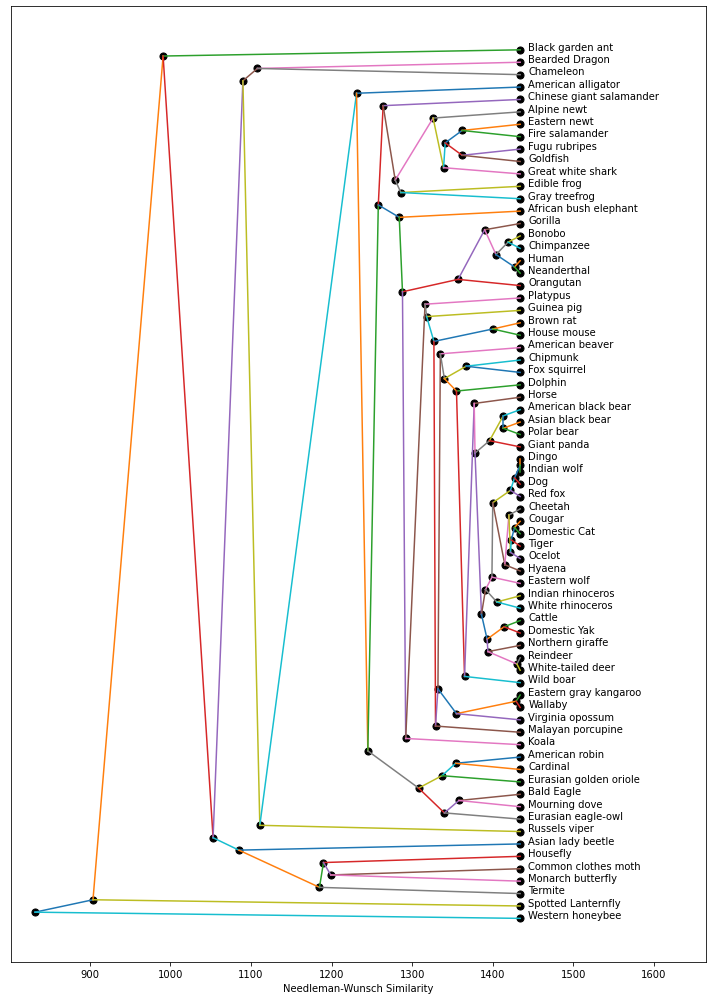 Black garden ant
Bearded Dragon
Chameleon
American alligator
Chinese giant salamander
Alpine newt
Eastern newt
Fire salamander
Fugu rubripes
Goldfish
Great white shark
Edible frog
Gray treefrog
African bush elephant
Gorilla
Bonobo
Chimpanzee
Human
Neanderthal
Orangutan
Platypus
Guinea pig
Brown rat
House mouse
American beaver
Chipmunk
Fox squirrel
Dolphin
Horse
American black bear
Asian black bear
Polar bear
Giant panda
Dingo
Indian wolf
Dog
Red fox
Cheetah
Cougar
Domestic Cat
Tiger
Ocelot
Hyaena
Eastern wolf
Indian rhinoceros
White rhinoceros
Cattle
Domestic Yak
Northern giraffe
Reindeer
White-tailed deer
Wild boar
Eastern gray kangaroo
Wallaby
Virginia opossum
Malayan porcupine
Koala
American robin
Cardinal
Eurasian golden oriole
Bald Eagle
Mourning dove
Eurasian eagle-owl
Russels viper
Asian lady beetle
Housefly
Common clothes moth
Monarch butterfly
Termite
Spotted Lanternfly
Western honeybee
900 1000 1100 1200 1300 1400 1500 1600
Needleman-Wunsch Similarity